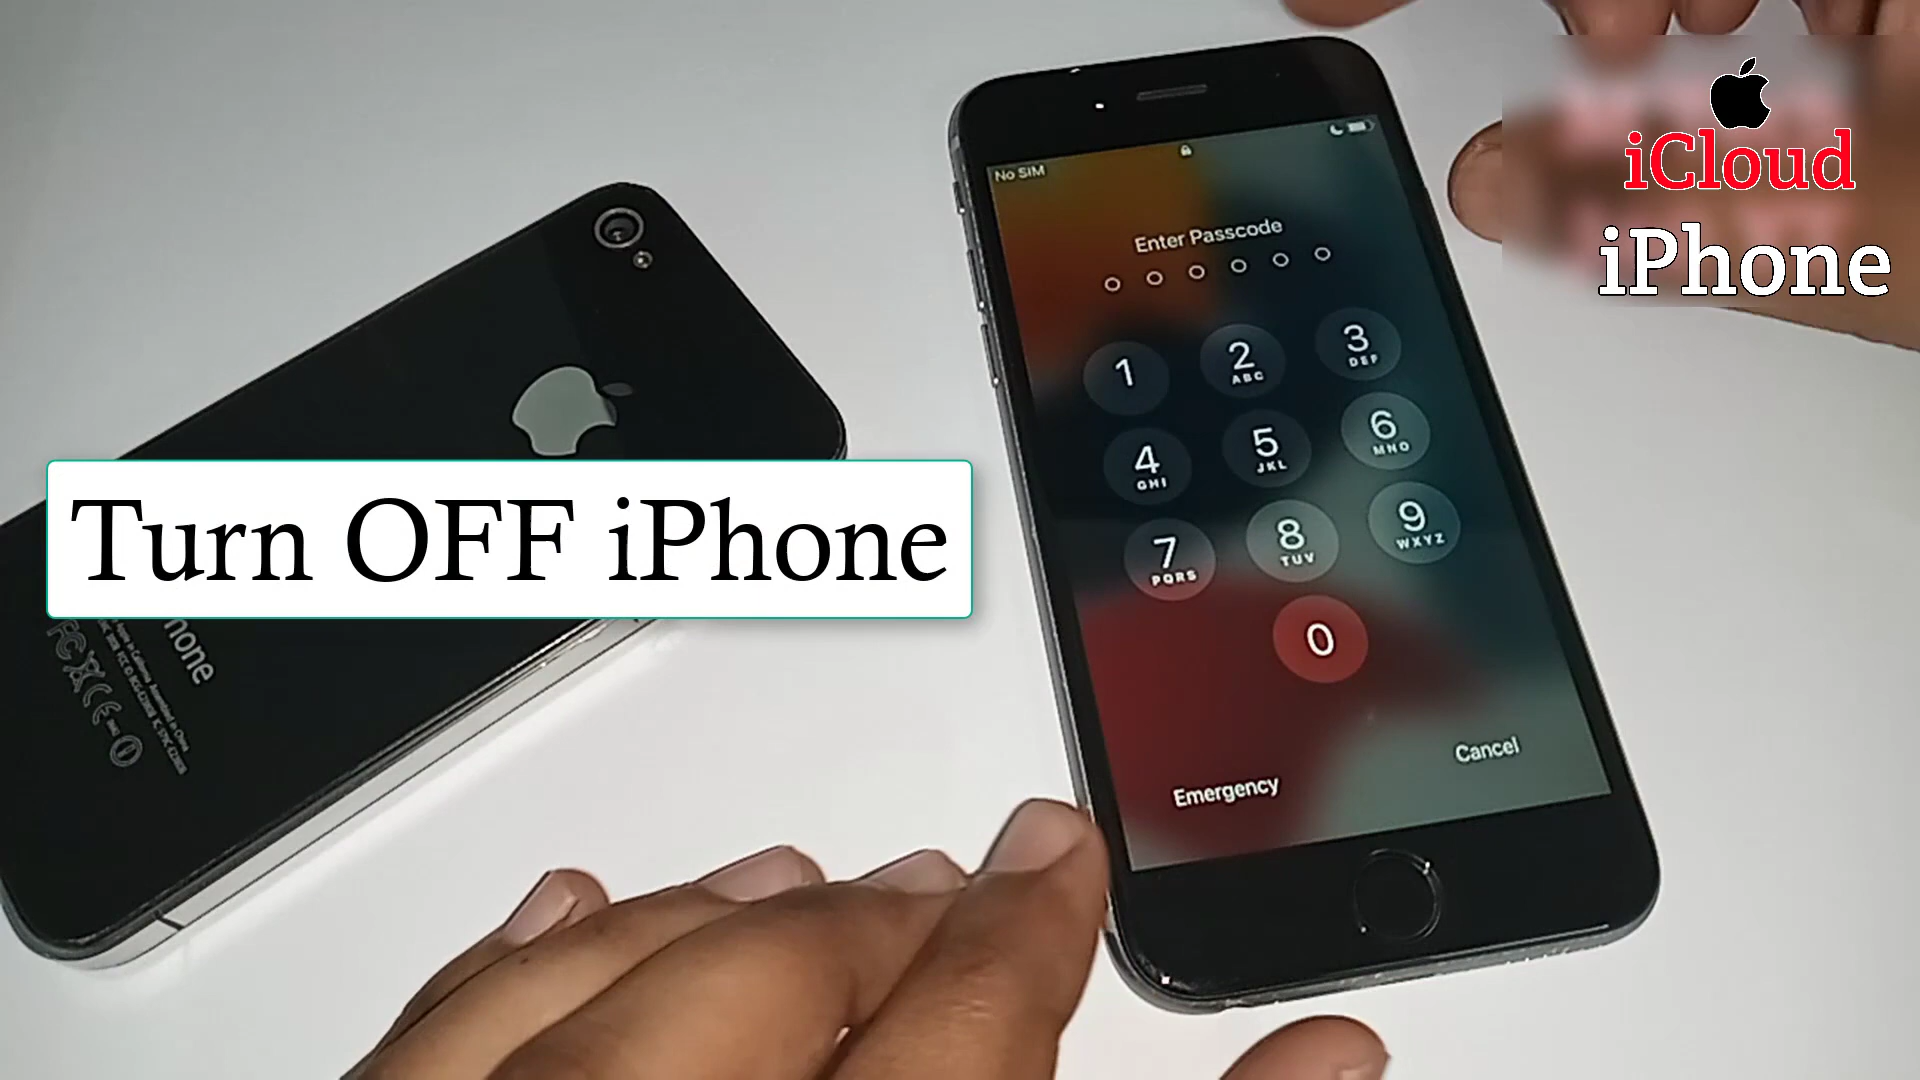 iCloud
iPhone
No SIM
Enter Passcode
1
2
ABC
3
DEF
4
GHI
5
JKL
6
MNO
7
PQRS
8
TUV
9
WXYZ
0
Emergency
Cancel
Turn OFF iPhone
hone